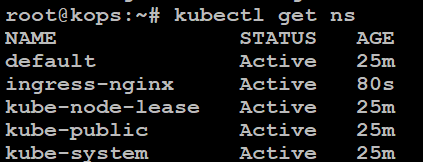 root@kops:~# kubectl get ns
NAME STATUS AGE
default Active 25m
ingress-nginx Active 80s
kube-node-lease Active 25m
kube-public Active 25m
kube-system Active 25m